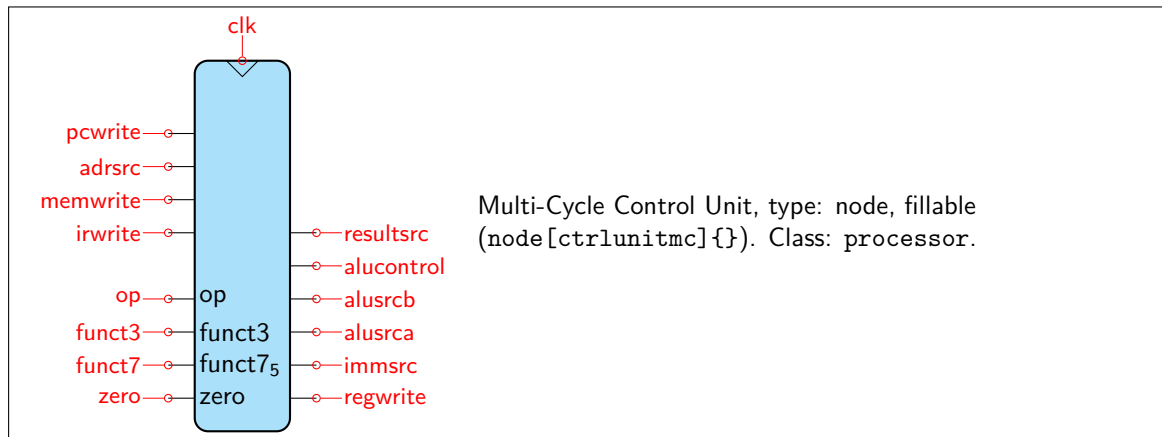 clk
pcwrite
adrsrc
memwrite
irwrite
resultsrc
alucontrol
op op alusrcb
funct3 funct3 alusrca
funct7 funct7₅ immsrc
zero zero regwrite
Multi-Cycle Control Unit, type: node, fillable
(node[ctrlunitmc]{}). Class: processor.